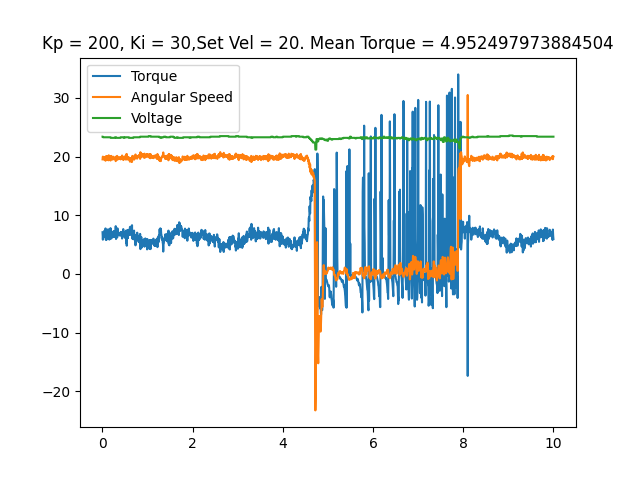 Kp = 200, Ki = 30,Set Vel = 20. Mean Torque = 4.952497973884504
Torque
Angular Speed
Voltage
30
20
10
0
−10
−20
0 2 4 6 8 10